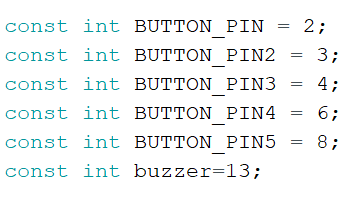 const int BUTTON_PIN = 2;
const int BUTTON_PIN2 = 3;
const int BUTTON_PIN3 = 4;
const int BUTTON_PIN4 = 6;
const int BUTTON_PIN5 = 8;
const int buzzer=13;